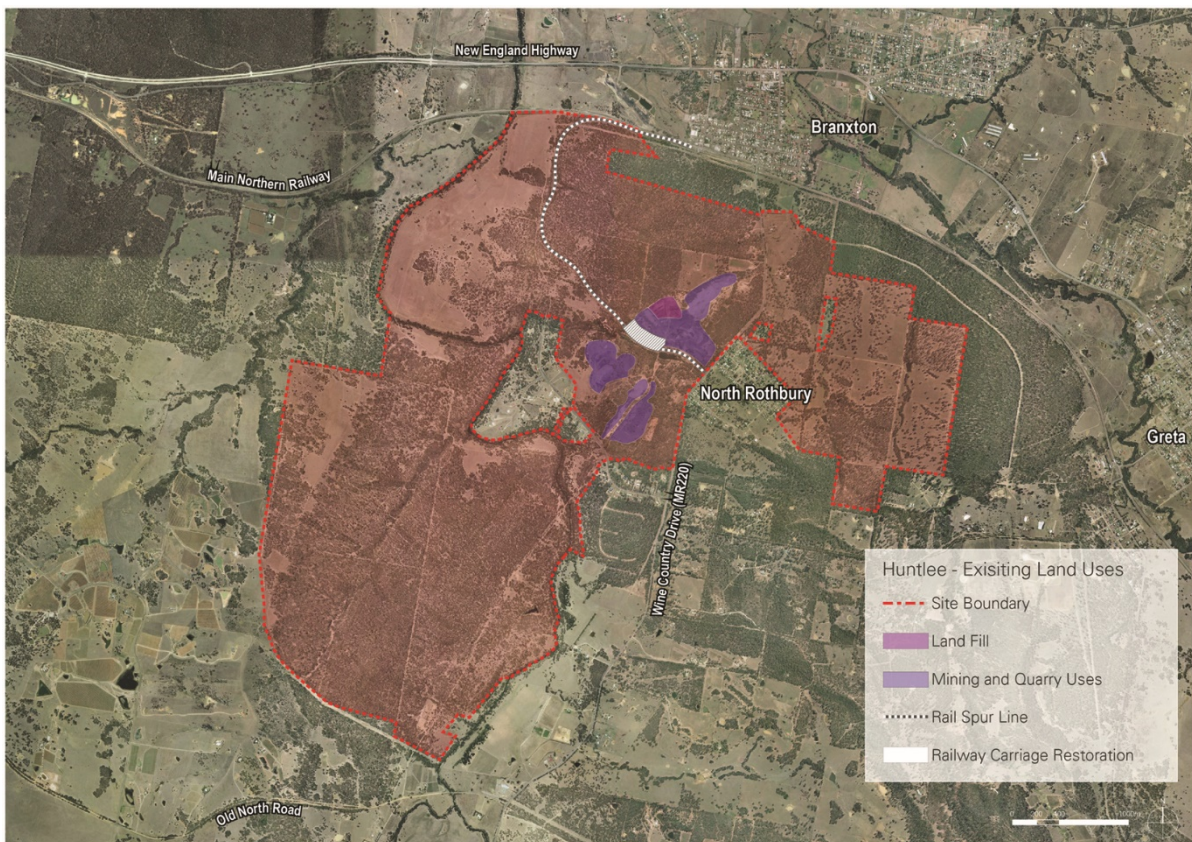 New England Highway
Branxton
Main Northern Railway
North Rothbury
Greta
Wine Country Drive (MR220)
Huntlee - Exisiting Land Uses
Site Boundary
Land Fill
Mining and Quarry Uses
Rail Spur Line
Railway Carriage Restoration
Old North Road